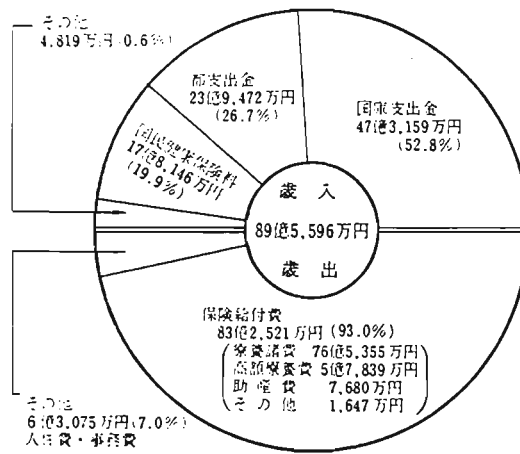 その他
4,819万円(0.6%)
都支出金
23億9,472万円
(26.7%)
国庫支出金
47億3,159万円
(52.8%)
国民健康保険料
17億8,146万円
(19.9%)
歳入
89億5,596万円
歳出
保険給付費
83億2,521万円(93.0%)
療養諸費 76億5,355万円
高額療養費 5億7,839万円
助産費 7,680万円
その他 1,647万円
その他
6億3,075万円(7.0%)
人件費・事務費